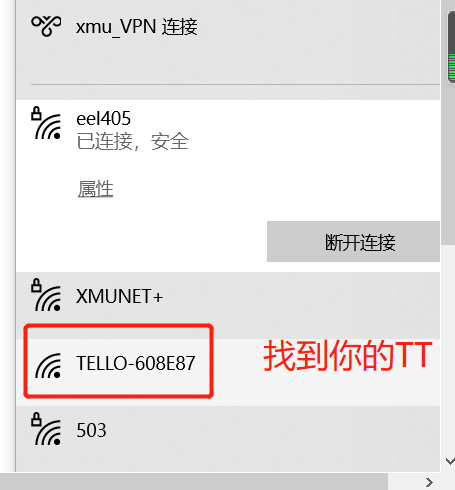 xmu_VPN 连接
eel405
已连接，安全
属性
断开连接
XMUNET+
TELLO-608E87
找到你的TT
503